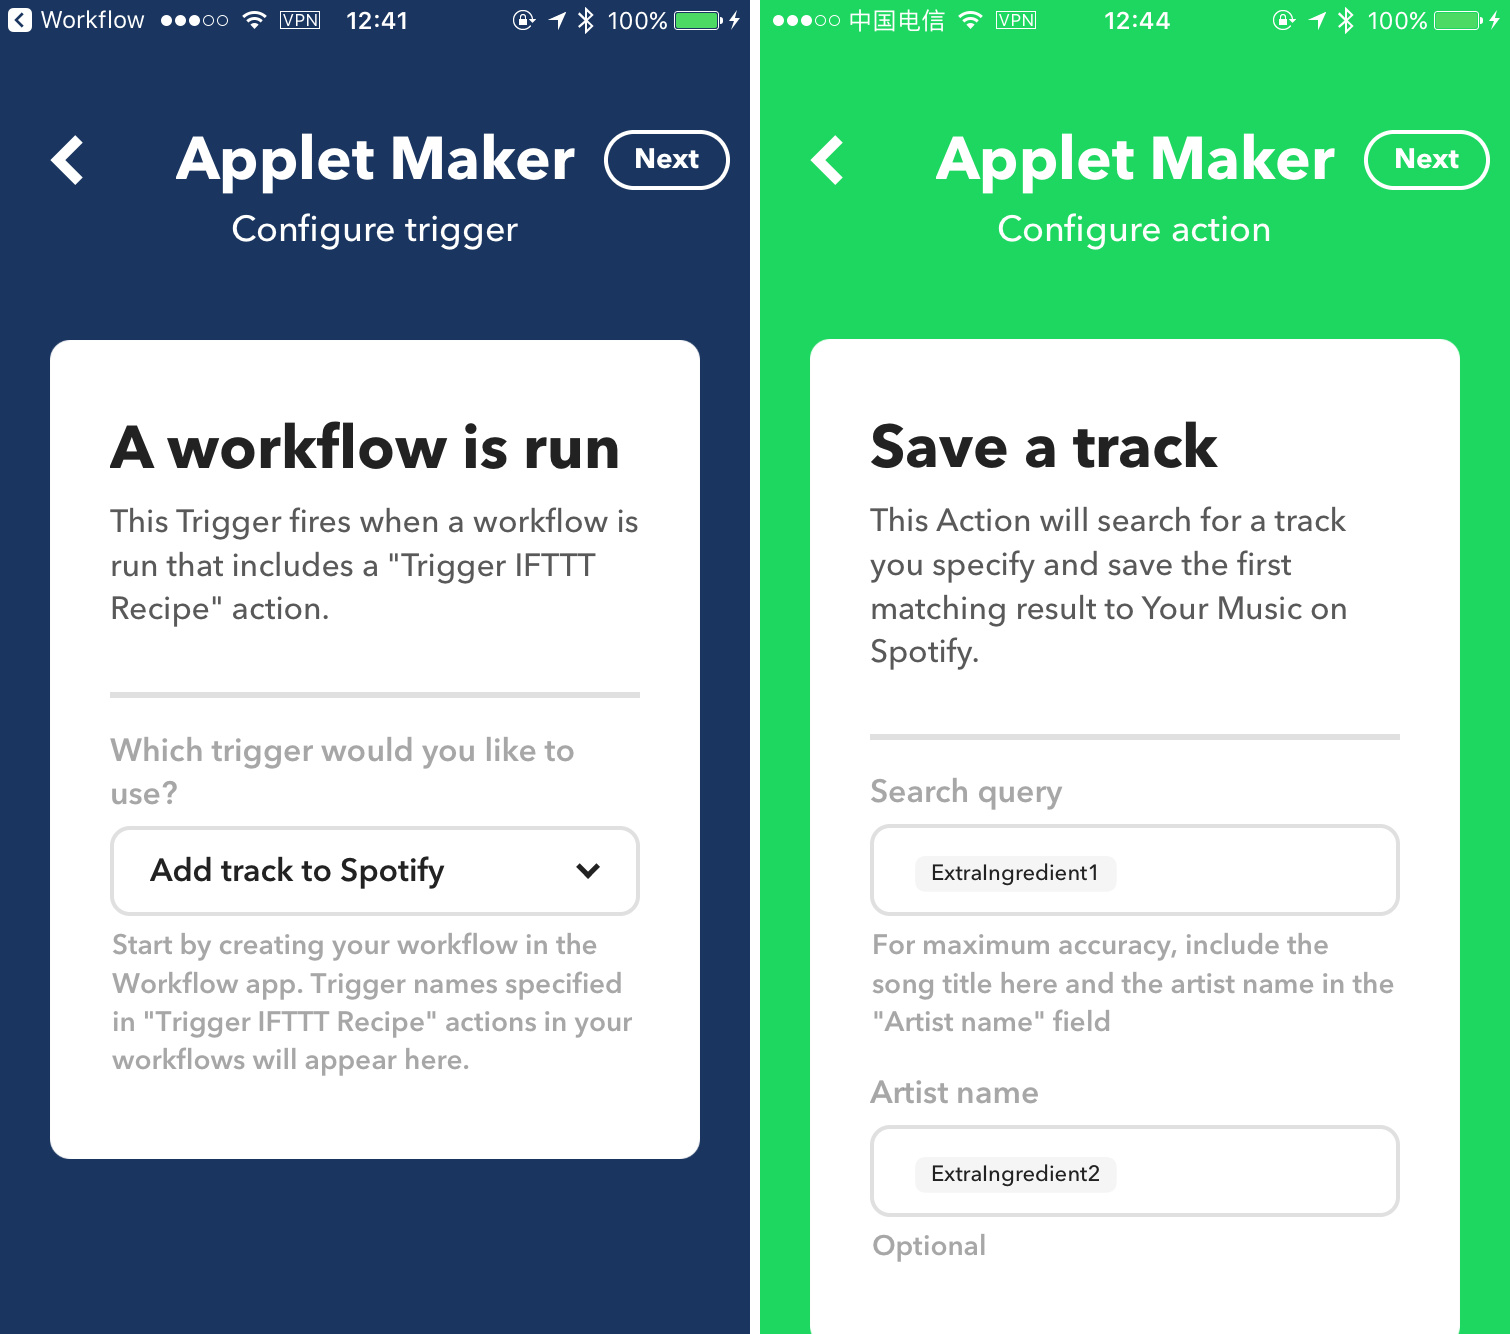 Workflow VPN 12:41 100%
Applet Maker Next
Configure trigger
A workflow is run
This Trigger fires when a workflow is
run that includes a "Trigger IFTTT
Recipe" action.
Which trigger would you like to
use?
Add track to Spotify
Start by creating your workflow in the
Workflow app. Trigger names specified
in "Trigger IFTTT Recipe" actions in your
workflows will appear here.
中国电信 VPN 12:44 100%
Applet Maker Next
Configure action
Save a track
This Action will search for a track
you specify and save the first
matching result to Your Music on
Spotify.
Search query
ExtraIngredient1
For maximum accuracy, include the
song title here and the artist name in the
"Artist name" field
Artist name
ExtraIngredient2
Optional